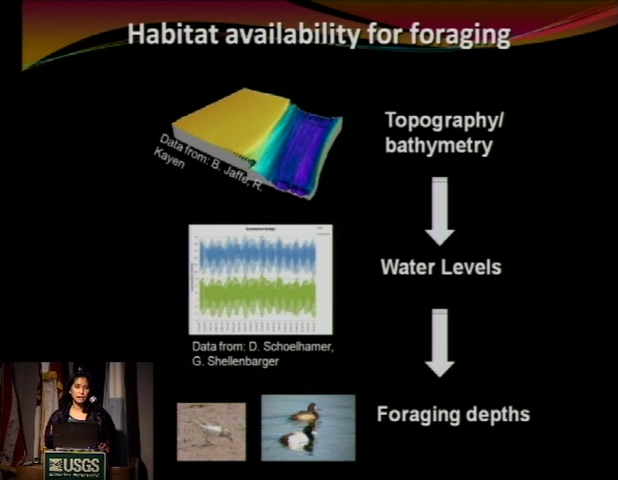 Habitat availability for foraging
Topography/
bathymetry
Data from: B. Jaffe, R.
Kayen
Water Levels
Data from: D. Schoelhamer,
G. Shellenbarger
Foraging depths
USGS